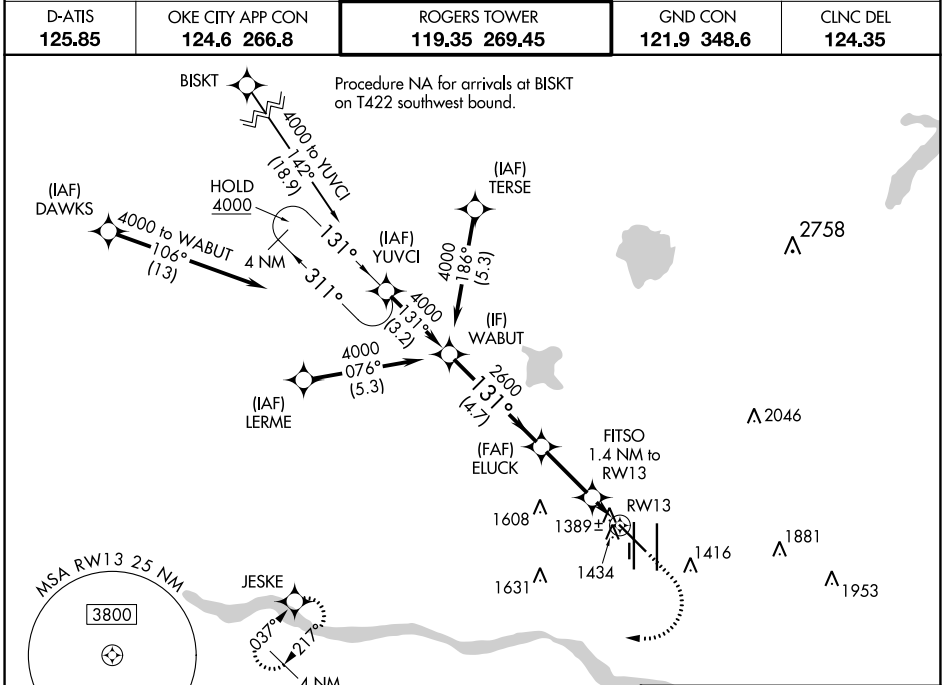 D-ATIS
125.85
OKE CITY APP CON
124.6 266.8
ROGERS TOWER
119.35 269.45
GND CON
121.9 348.6
CLNC DEL
124.35
BISKT
Procedure NA for arrivals at BISKT
on T422 southwest bound.
4000 to YUVCI
142°
(18.9)
(IAF)
TERSE
HOLD
4000
(IAF)
DAWKS
4000 to WABUT
106°
(13)
131°
4 NM
311°
(IAF)
YUVCI
4000
186°
(5.3)
2758
4000
131°
(3.2)
(IF)
WABUT
4000
076°
(5.3)
(IAF)
LERME
2600
131°
(4.7)
2046
(FAF)
ELUCK
FITSO
1.4 NM to
RW13
RW13
1608
1389±
1434
1416
1881
1631
1953
MSA RW13 25 NM
3800
JESKE
037°
217°
4 NM